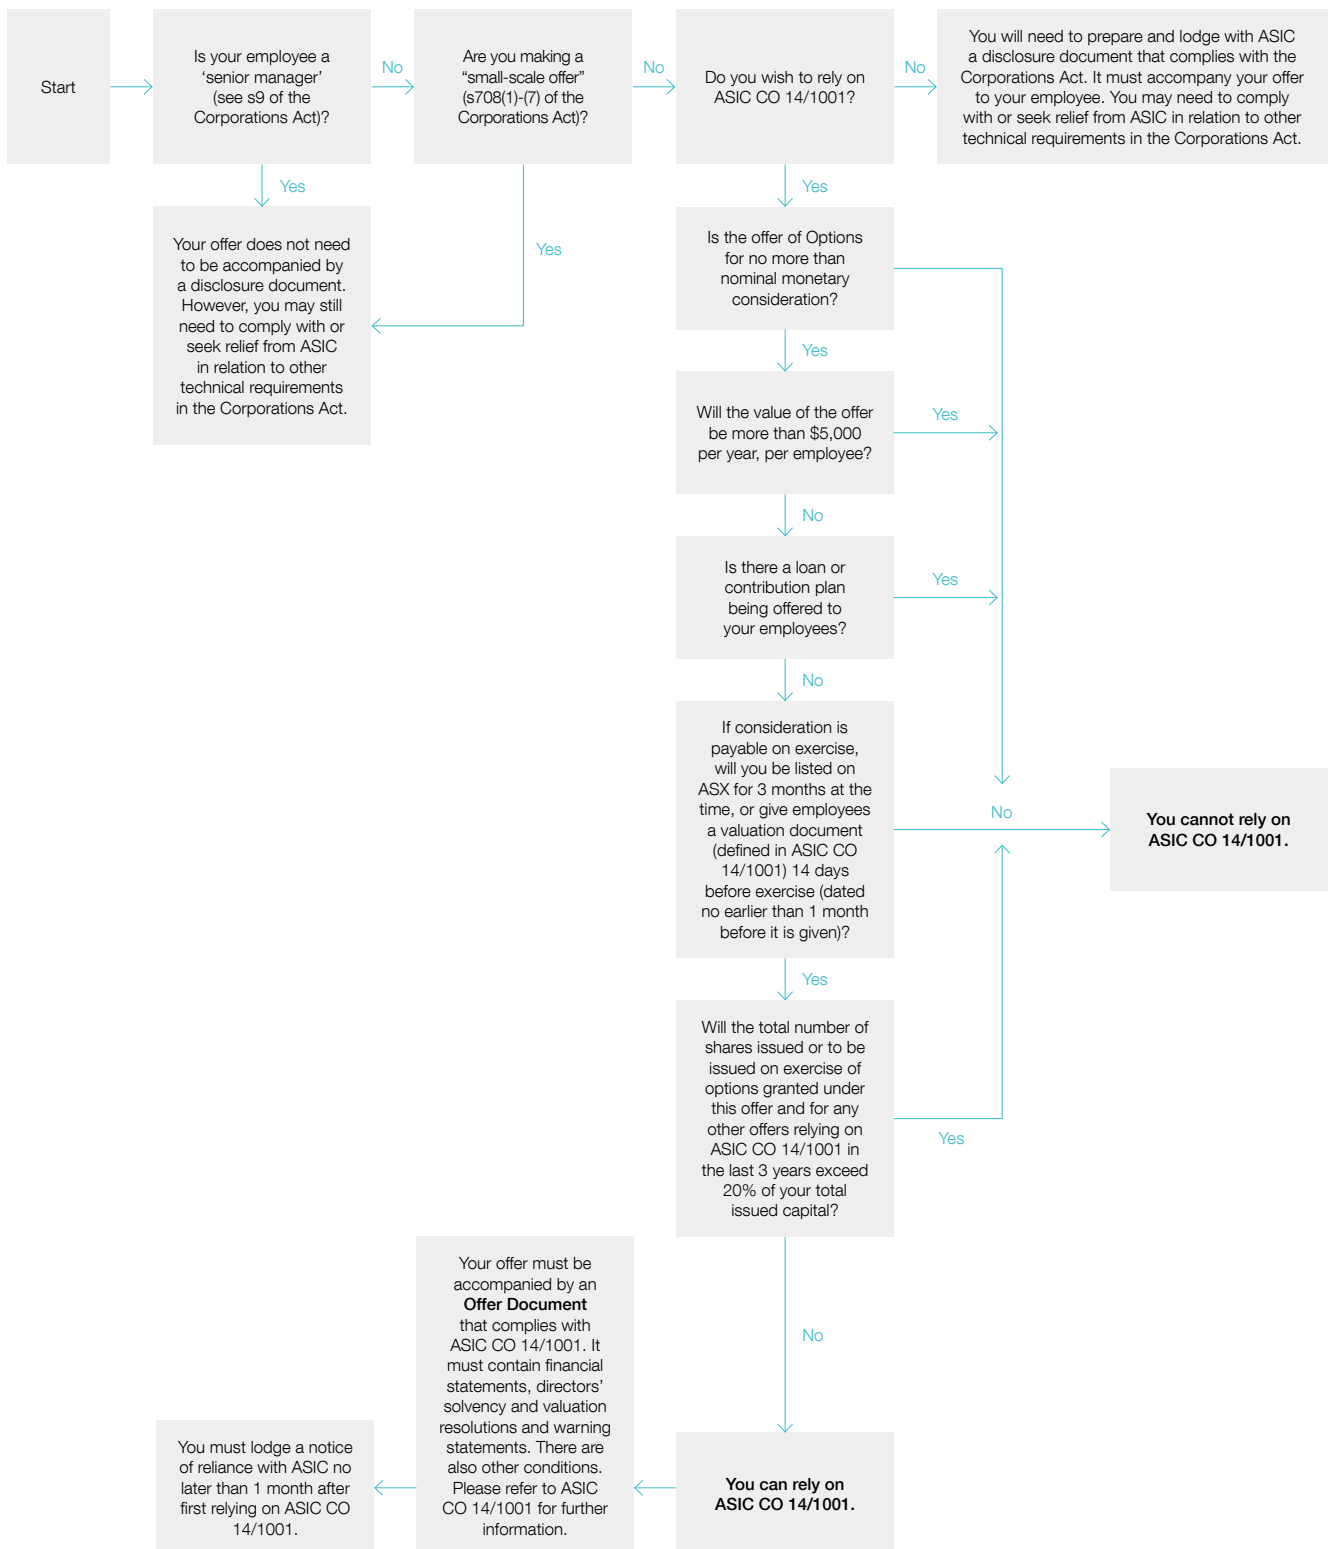 Start
Is your employee a
‘senior manager’
(see s9 of the
Corporations Act)?
No
Are you making a
“small-scale offer”
(s708(1)-(7) of the
Corporations Act)?
No
Do you wish to rely on
ASIC CO 14/1001?
No
You will need to prepare and lodge with ASIC
a disclosure document that complies with the
Corporations Act. It must accompany your offer
to your employee. You may need to comply
with or seek relief from ASIC in relation to other
technical requirements in the Corporations Act.
Yes
Your offer does not need
to be accompanied by
a disclosure document.
However, you may still
need to comply with or
seek relief from ASIC
in relation to other
technical requirements
in the Corporations Act.
Yes
Yes
Is the offer of Options
for no more than
nominal monetary
consideration?
Yes
Will the value of the offer
be more than $5,000
per year, per employee?
Yes
No
Is there a loan or
contribution plan
being offered to
your employees?
Yes
No
If consideration is
payable on exercise,
will you be listed on
ASX for 3 months at the
time, or give employees
a valuation document
(defined in ASIC CO
14/1001) 14 days
before exercise (dated
no earlier than 1 month
before it is given)?
No
You cannot rely on
ASIC CO 14/1001.
Yes
Will the total number of
shares issued or to be
issued on exercise of
options granted under
this offer and for any
other offers relying on
ASIC CO 14/1001 in
the last 3 years exceed
20% of your total
issued capital?
Yes
No
You can rely on
ASIC CO 14/1001.
Your offer must be
accompanied by an
Offer Document
that complies with
ASIC CO 14/1001. It
must contain financial
statements, directors’
solvency and valuation
resolutions and warning
statements. There are
also other conditions.
Please refer to ASIC
CO 14/1001 for further
information.
You must lodge a notice
of reliance with ASIC no
later than 1 month after
first relying on ASIC CO
14/1001.